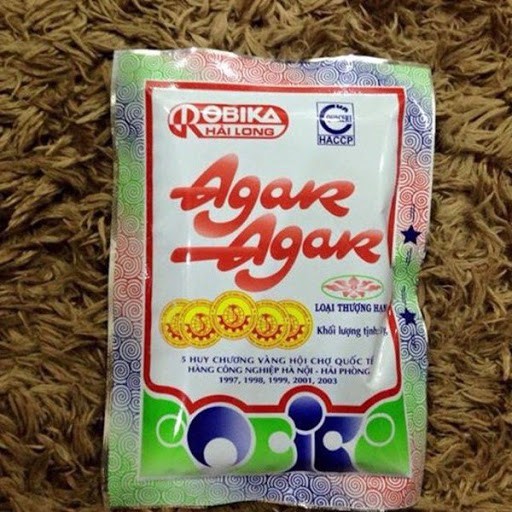 ROBIKA
HẢI LONG
HACCP
Agar
Agar
LOẠI THƯỢNG HẠN
Khối lượng tịnh:
5 HUY CHƯƠNG VÀNG HỘI CHỢ QUỐC TẾ
HÀNG CÔNG NGHIỆP HÀ NỘI - HẢI PHÒNG
1997, 1998, 1999, 2001, 2003